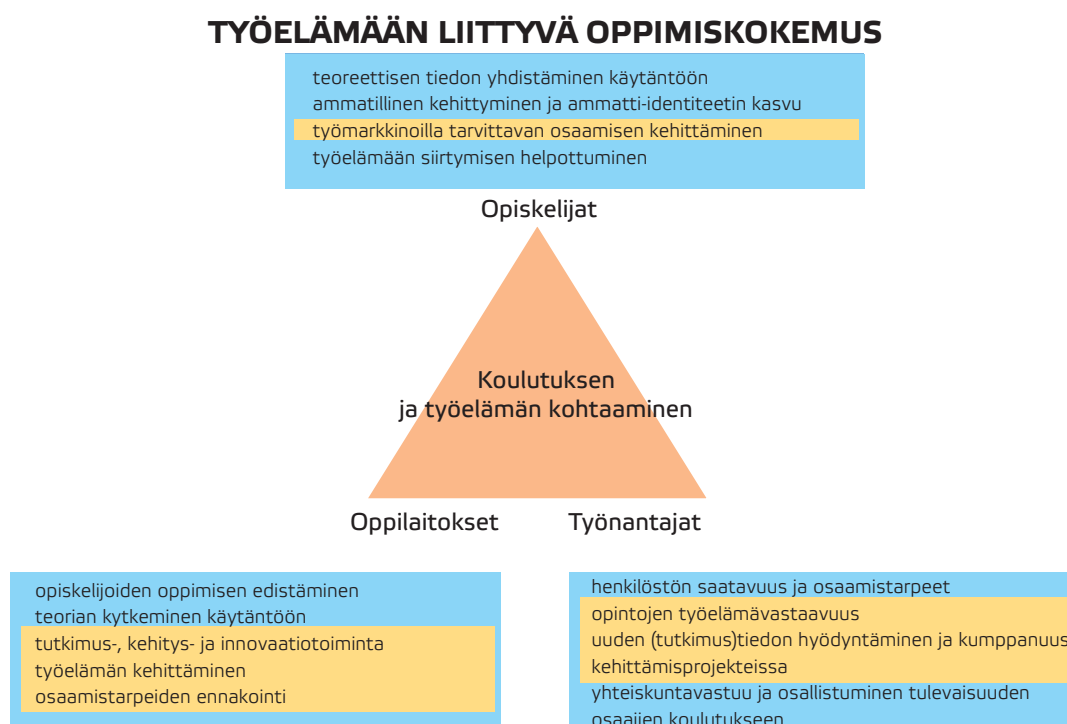 TYÖELÄMÄÄN LIITTYVÄ OPPIMISKOKEMUS
teoreettisen tiedon yhdistäminen käytäntöön
ammatillinen kehittyminen ja ammatti-identiteetin kasvu
työmarkkinoilla tarvittavan osaamisen kehittäminen
työelämään siirtymisen helpottuminen
Opiskelijat
Koulutuksen
ja työelämän kohtaaminen
Oppilaitokset
Työnantajat
opiskelijoiden oppimisen edistäminen
teorian kytkeminen käytäntöön
tutkimus-, kehitys- ja innovaatiotoiminta
työelämän kehittäminen
osaamistarpeiden ennakointi
henkilöstön saatavuus ja osaamistarpeet
opintojen työelämävastaavuus
uuden (tutkimus)tiedon hyödyntäminen ja kumppanuus
kehittämisprojekteissa
yhteiskuntavastuu ja osallistuminen tulevaisuuden
osaajien koulutukseen